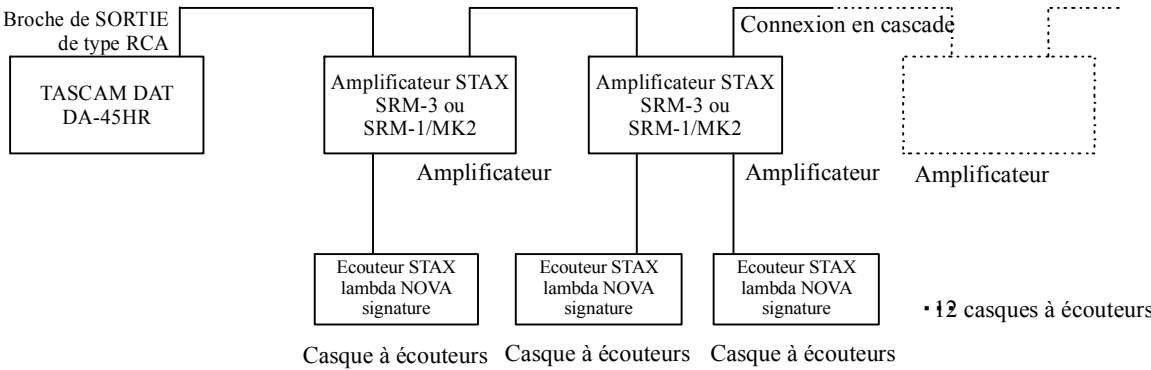 Broche de SORTIE
de type RCA
Connexion en cascade
TASCAM DAT
DA-45HR
Amplificateur STAX
SRM-3 ou
SRM-1/MK2
Amplificateur STAX
SRM-3 ou
SRM-1/MK2
Amplificateur
Amplificateur
Amplificateur
Ecouteur STAX
lambda NOVA
signature
Ecouteur STAX
lambda NOVA
signature
Ecouteur STAX
lambda NOVA
signature
12 casques à écouteurs
Casque à écouteurs
Casque à écouteurs
Casque à écouteurs